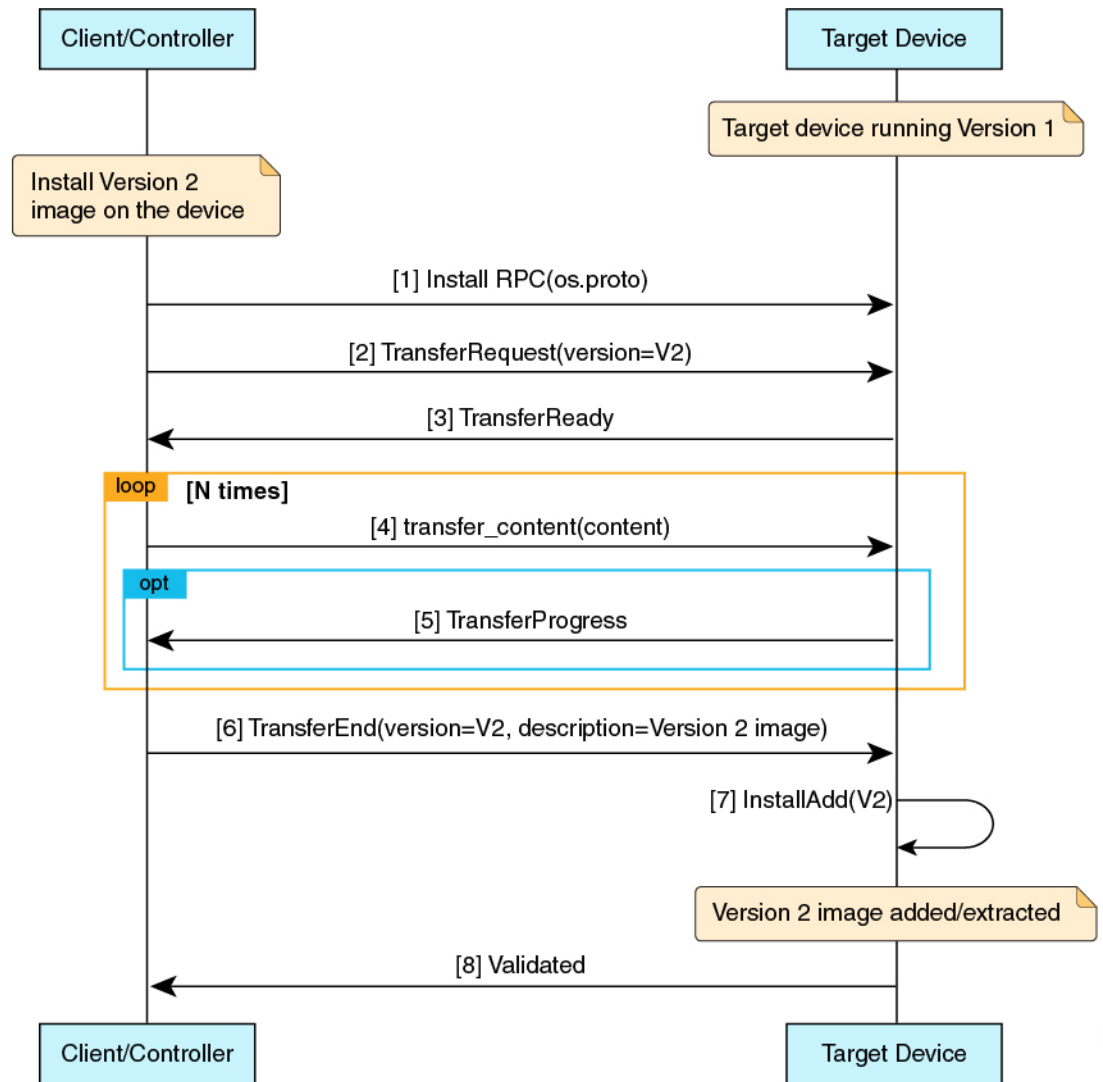 Client/Controller
Target Device
Target device running Version 1
Install Version 2
image on the device
[1] Install RPC(os.proto)
[2] TransferRequest(version=V2)
[3] TransferReady
loop
[N times]
[4] transfer_content(content)
opt
[5] TransferProgress
[6] TransferEnd(version=V2, description=Version 2 image)
[7] InstallAdd(V2)
Version 2 image added/extracted
[8] Validated
Client/Controller
Target Device